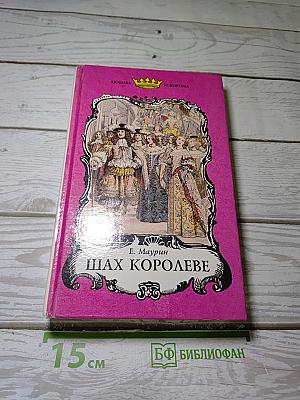 ЛЮБОВЬ И КОРОНА
Е. Маурин
ШАХ КОРОЛЕВЕ
15 см
БФ БИБЛИОФАН